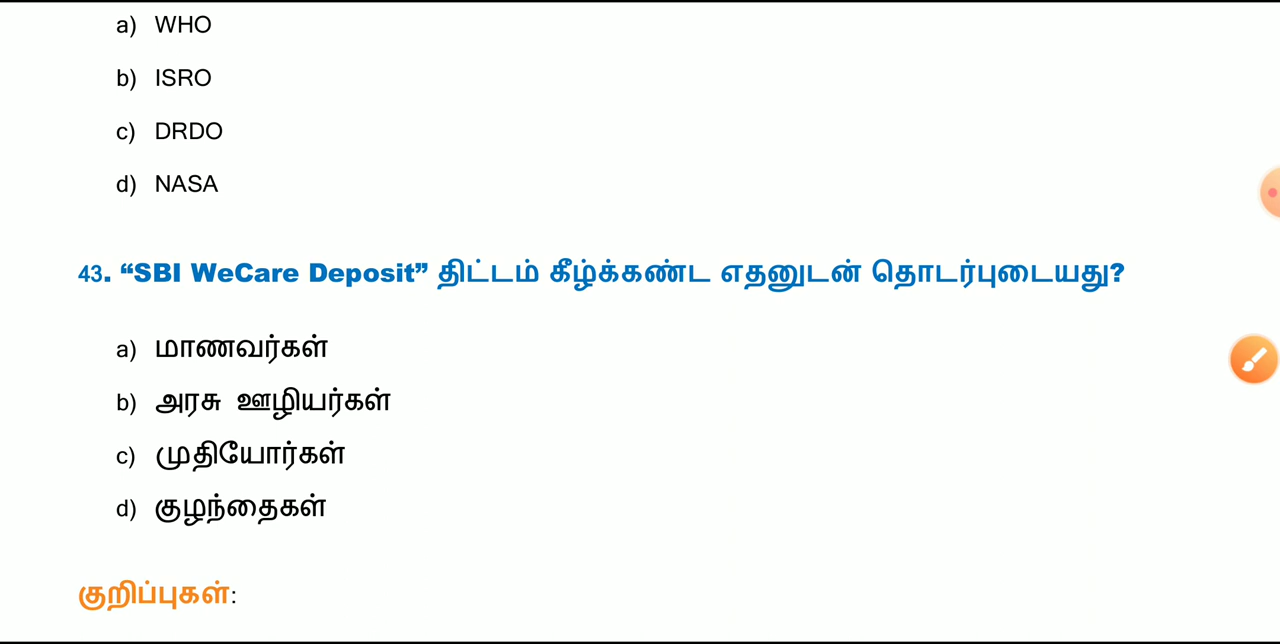 a) WHO
b) ISRO
c) DRDO
d) NASA
43. “SBI WeCare Deposit” திட்டம் கீழ்க்கண்ட எதனுடன் தொடர்புடையது?
a) மாணவர்கள்
b) அரசு ஊழியர்கள்
c) முதியோர்கள்
d) குழந்தைகள்
குறிப்புகள்: